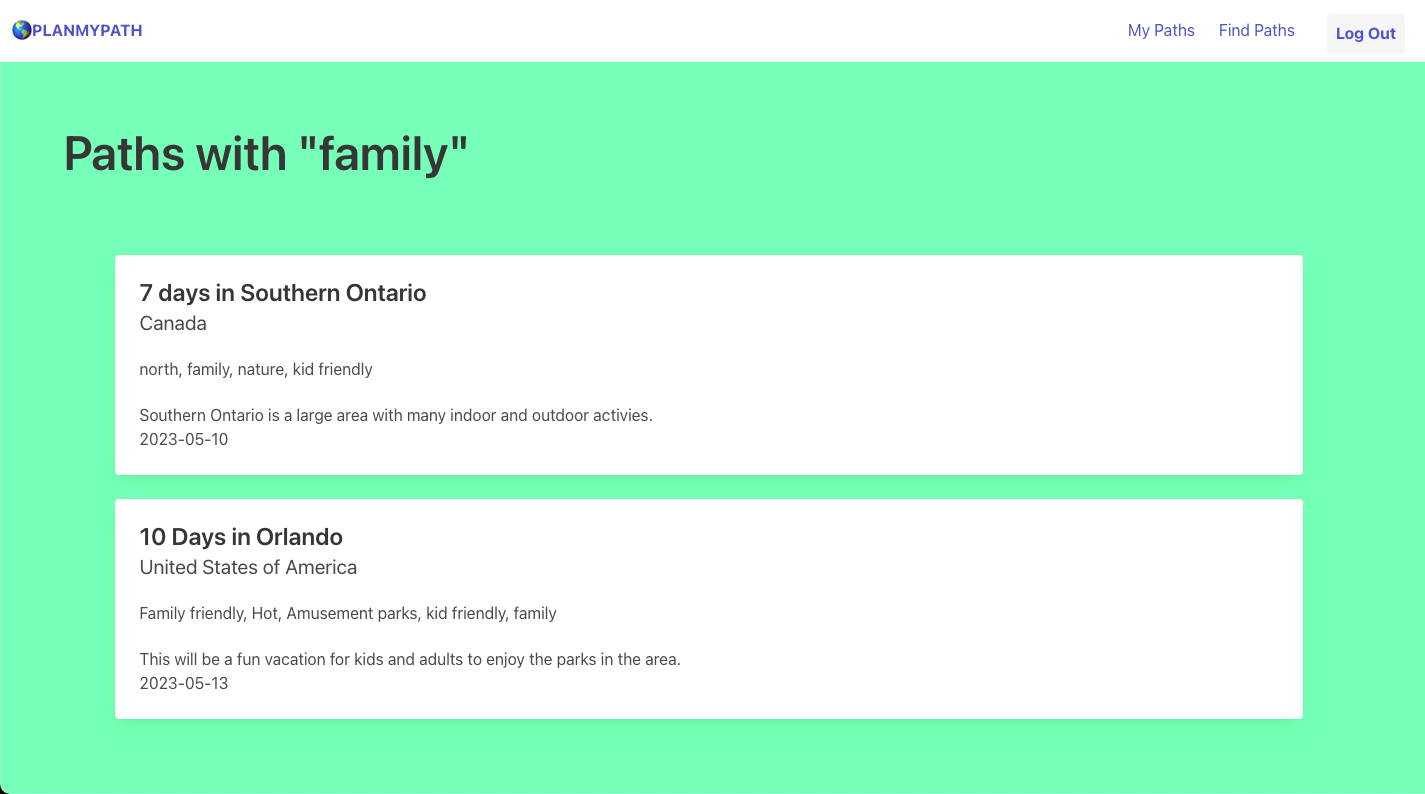 PLANMYPATH
My Paths
Find Paths
Log Out
Paths with "family"
7 days in Southern Ontario
Canada
north, family, nature, kid friendly
Southern Ontario is a large area with many indoor and outdoor activies.
2023-05-10
10 Days in Orlando
United States of America
Family friendly, Hot, Amusement parks, kid friendly, family
This will be a fun vacation for kids and adults to enjoy the parks in the area.
2023-05-13